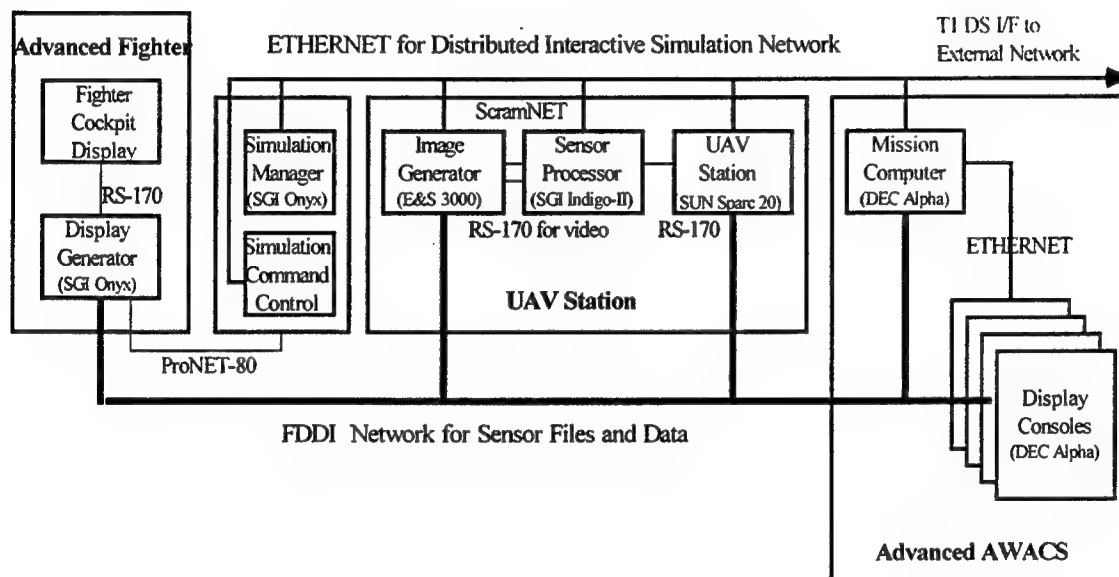 Advanced Fighter
Fighter
Cockpit
Display
RS-170
Display
Generator
(SGI Onyx)
ProNET-80
ETHERNET for Distributed Interactive Simulation Network
T1 DS I/F to
External Network
Simulation
Manager
(SGI Onyx)
Simulation
Command
Control
ScramNET
Image
Generator
(E&S 3000)
Sensor
Processor
(SGI Indigo-II)
UAV
Station
(SUN Sparc 20)
RS-170 for video
RS-170
UAV Station
Mission
Computer
(DEC Alpha)
ETHERNET
Display
Consoles
(DEC Alpha)
FDDI Network for Sensor Files and Data
Advanced AWACS